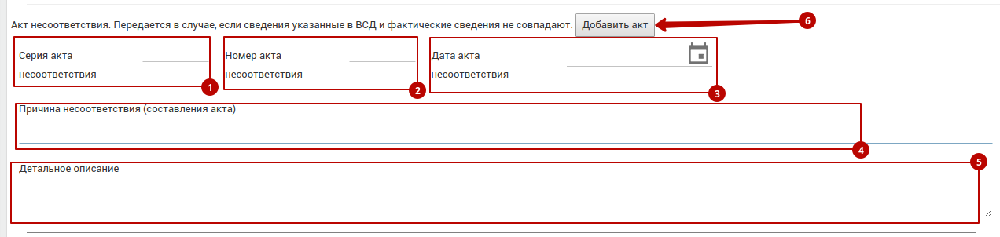 Акт несоответствия. Передается в случае, если сведения указанные в ВСД и фактические сведения не совпадают. Добавить акт 6
Серия акта несоответствия 1
Номер акта несоответствия 2
Дата акта несоответствия 3
Причина несоответствия (составления акта)
4
5
Детальное описание